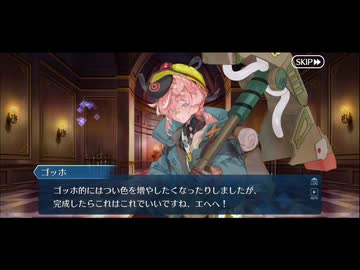 SKIP
ゴッホ
ゴッホ的にはつい色を増やしたくなったりしましたが、
完成したらこれはこれでいいですね、エへへ！